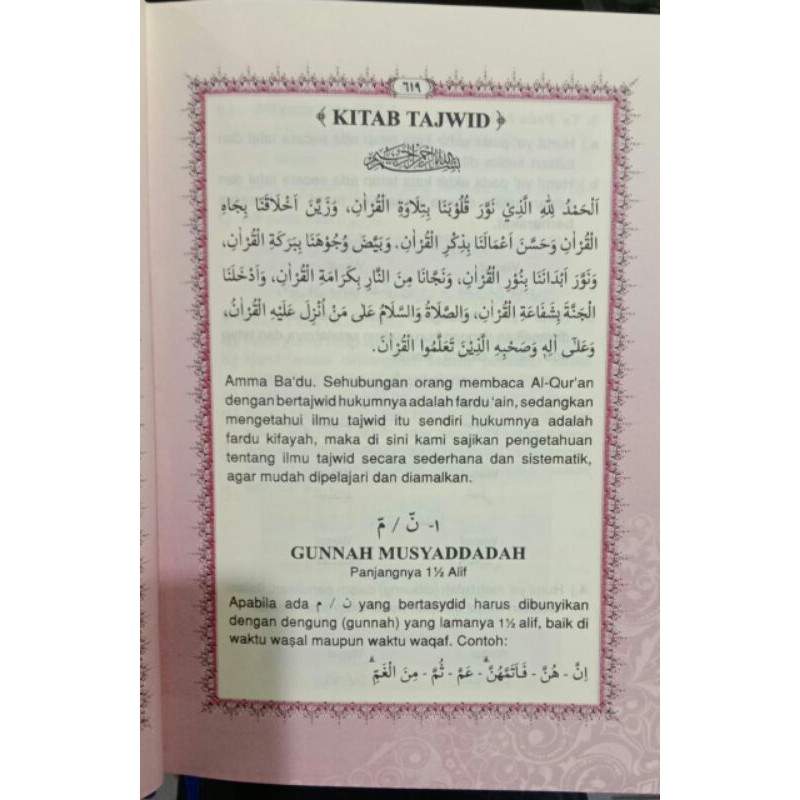 ٦١٩
KITAB TAJWID
بسم الله الرحمن الرحيم
اَلْحَمْدُ لِلّٰهِ الَّذِيْ نَوَّرَ قُلُوْبَنَا بِتِلَاوَةِ الْقُرْاٰنِ، وَزَيَّنَ اَخْلَاقَنَا بِجَاهِ
الْقُرْاٰنِ وَحَسَّنَ اَعْمَالَنَا بِذِكْرِ الْقُرْاٰنِ. وَبَيَّضَ وُجُوْهَنَا بِبَرَكَةِ الْقُرْاٰنِ،
وَنَوَّرَ اَبْدَانَنَا بِنُوْرِ الْقُرْاٰنِ، وَنَجَّانَا مِنَ النَّارِ بِكَرَامَةِ الْقُرْاٰنِ، وَاَدْخَلَنَا
الْجَنَّةَ بِشَفَاعَةِ الْقُرْاٰنِ، وَالصَّلَاةُ وَالسَّلَامُ عَلٰى مَنْ اُنْزِلَ عَلَيْهِ الْقُرْاٰنُ،
وَعَلٰى اٰلِهٖ وَصَحْبِهِ الَّذِيْنَ تَعَلَّمُوا الْقُرْاٰنَ.
Amma Ba'du. Sehubungan orang membaca Al-Qur'an
dengan bertajwid hukumnya adalah fardu 'ain, sedangkan
mengetahui ilmu tajwid itu sendiri hukumnya adalah
fardu kifayah, maka di sini kami sajikan pengetahuan
tentang ilmu tajwid secara sederhana dan sistematik,
agar mudah dipelajari dan diamalkan.
١- نّ / مّ
GUNNAH MUSYADDADAH
Panjangnya 1½ Alif
Apabila ada ن / م yang bertasydid harus dibunyikan
dengan dengung (gunnah) yang lamanya 1½ alif, baik di
waktu waṣal maupun waktu waqaf. Contoh:
اِنَّ - هُنَّ - فَاَتَمَّهُنَّ - عَمَّ - ثُمَّ - مِنَ الْغَمِّ